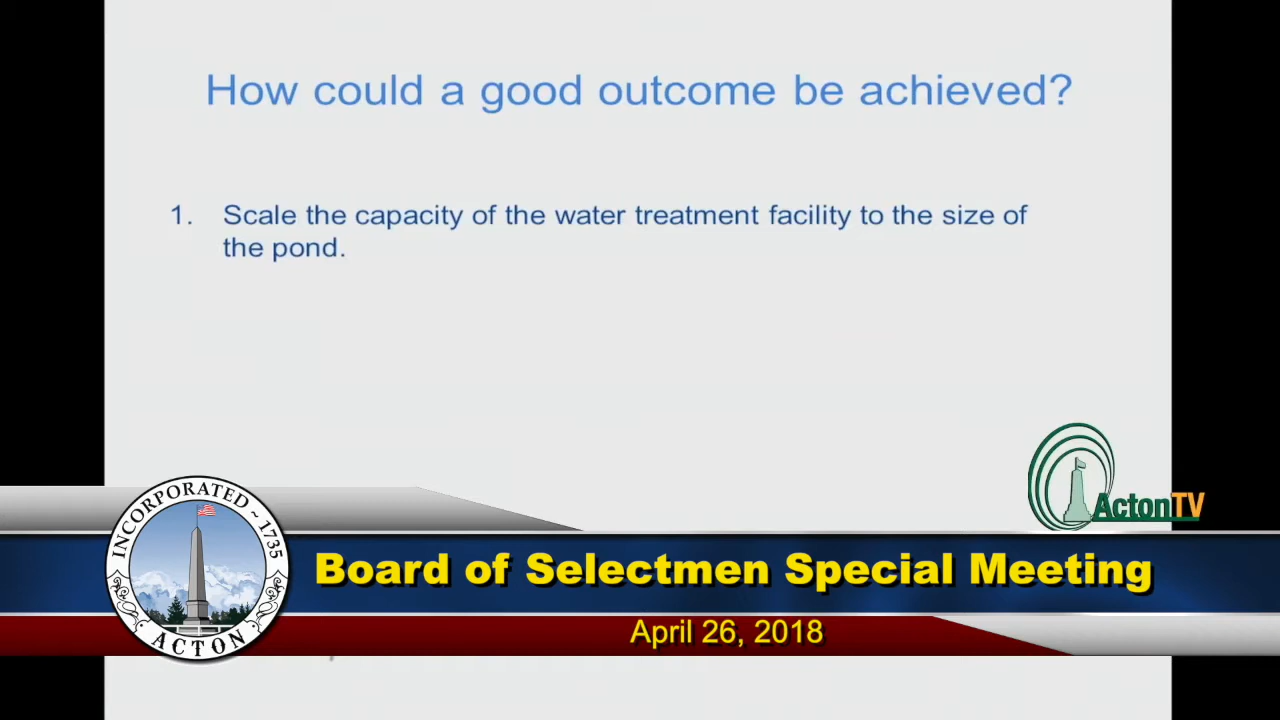 How could a good outcome be achieved?
1. Scale the capacity of the water treatment facility to the size of
the pond.
ActonTV
INCORPORATED ~ 1735
ACTON
Board of Selectmen Special Meeting
April 26, 2018